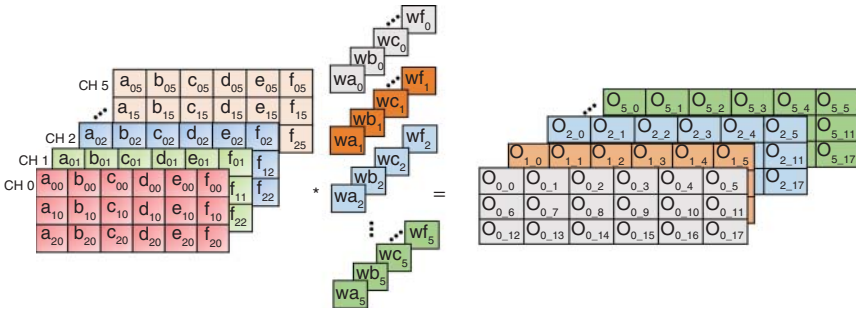 CH 5 a05 b05 c05 d05 e05 f05
a15 b15 c15 d15 e15 f15
f25
CH 2 a02 b02 c02 d02 e02 f02
f12
f22
CH 1 a01 b01 c01 d01 e01 f01
f11
f22
CH 0 a00 b00 c00 d00 e00 f00
a10 b10 c10 d10 e10 f10
a20 b20 c20 d20 e20 f20
*
wa0 wb0 wc0 wf0
wa1 wb1 wc1 wf1
wa2 wb2 wc2 wf2
wa5 wb5 wc5 wf5
=
O5_0 O5_1 O5_2 O5_3 O5_4 O5_5
O5_11
O5_17
O2_0 O2_1 O2_2 O2_3 O2_4 O2_5
O2_11
O2_17
O1_0 O1_1 O1_2 O1_3 O1_4 O1_5
O0_0 O0_1 O0_2 O0_3 O0_4 O0_5
O0_6 O0_7 O0_8 O0_9 O0_10 O0_11
O0_12 O0_13 O0_14 O0_15 O0_16 O0_17